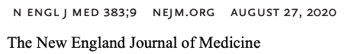 N ENGL J MED 383;9 NEJM.ORG AUGUST 27, 2020
The New England Journal of Medicine